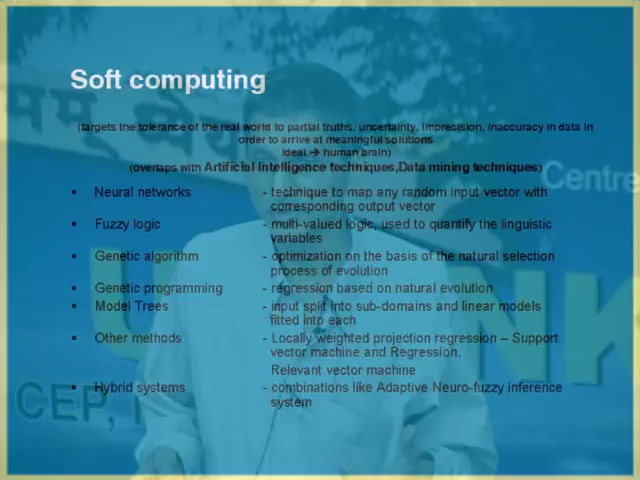 Soft computing
(targets the tolerance of the real world to partial truths, uncertainty, imprecision, inaccuracy in data in
order to arrive at meaningful solutions
Ideal → human brain)
(overlaps with Artificial Intelligence techniques,Data mining techniques)
▪ Neural networks - technique to map any random input vector with
corresponding output vector
▪ Fuzzy logic - multi-valued logic, used to quantify the linguistic
variables
▪ Genetic algorithm - optimization on the basis of the natural selection
process of evolution
▪ Genetic programming - regression based on natural evolution
▪ Model Trees - input split into sub-domains and linear models
fitted into each
▪ Other methods - Locally weighted projection regression – Support
vector machine and Regression,
Relevant vector machine
▪ Hybrid systems - combinations like Adaptive Neuro-fuzzy inference
system
Centre
NK
CEP,